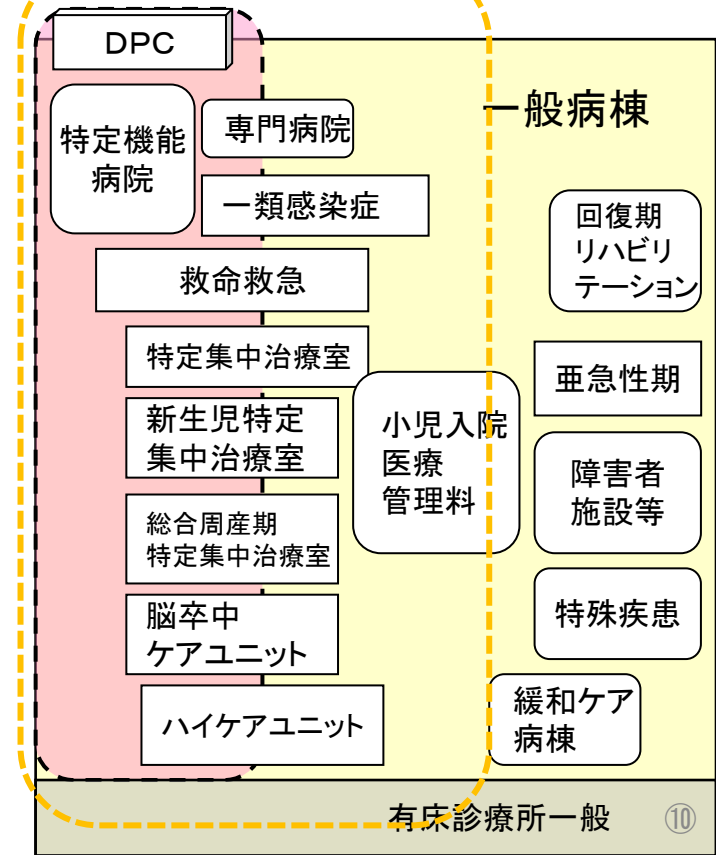 DPC
一般病棟
特定機能
病院
専門病院
一類感染症
回復期
リハビリ
テーション
救命救急
特定集中治療室
亜急性期
新生児特定
集中治療室
小児入院
医療
管理料
障害者
施設等
総合周産期
特定集中治療室
脳卒中
ケアユニット
特殊疾患
ハイケアユニット
緩和ケア
病棟
有床診療所一般
⑩